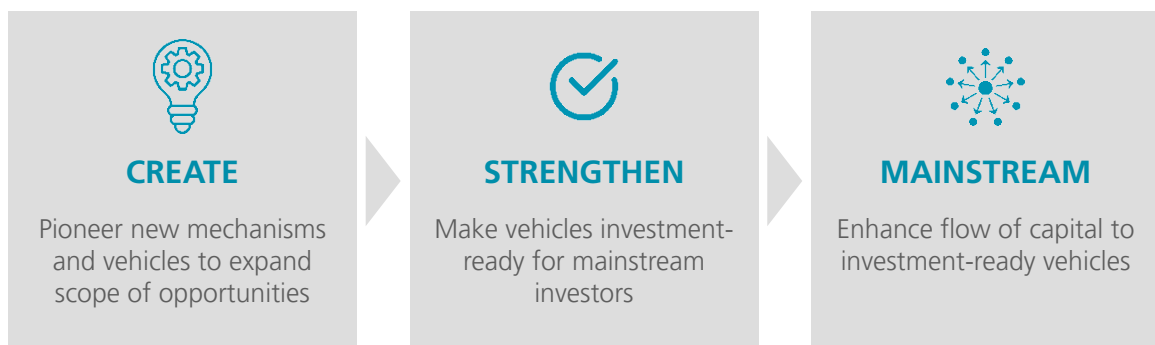 CREATE
Pioneer new mechanisms
and vehicles to expand
scope of opportunities
STRENGTHEN
Make vehicles investment-
ready for mainstream
investors
MAINSTREAM
Enhance flow of capital to
investment-ready vehicles